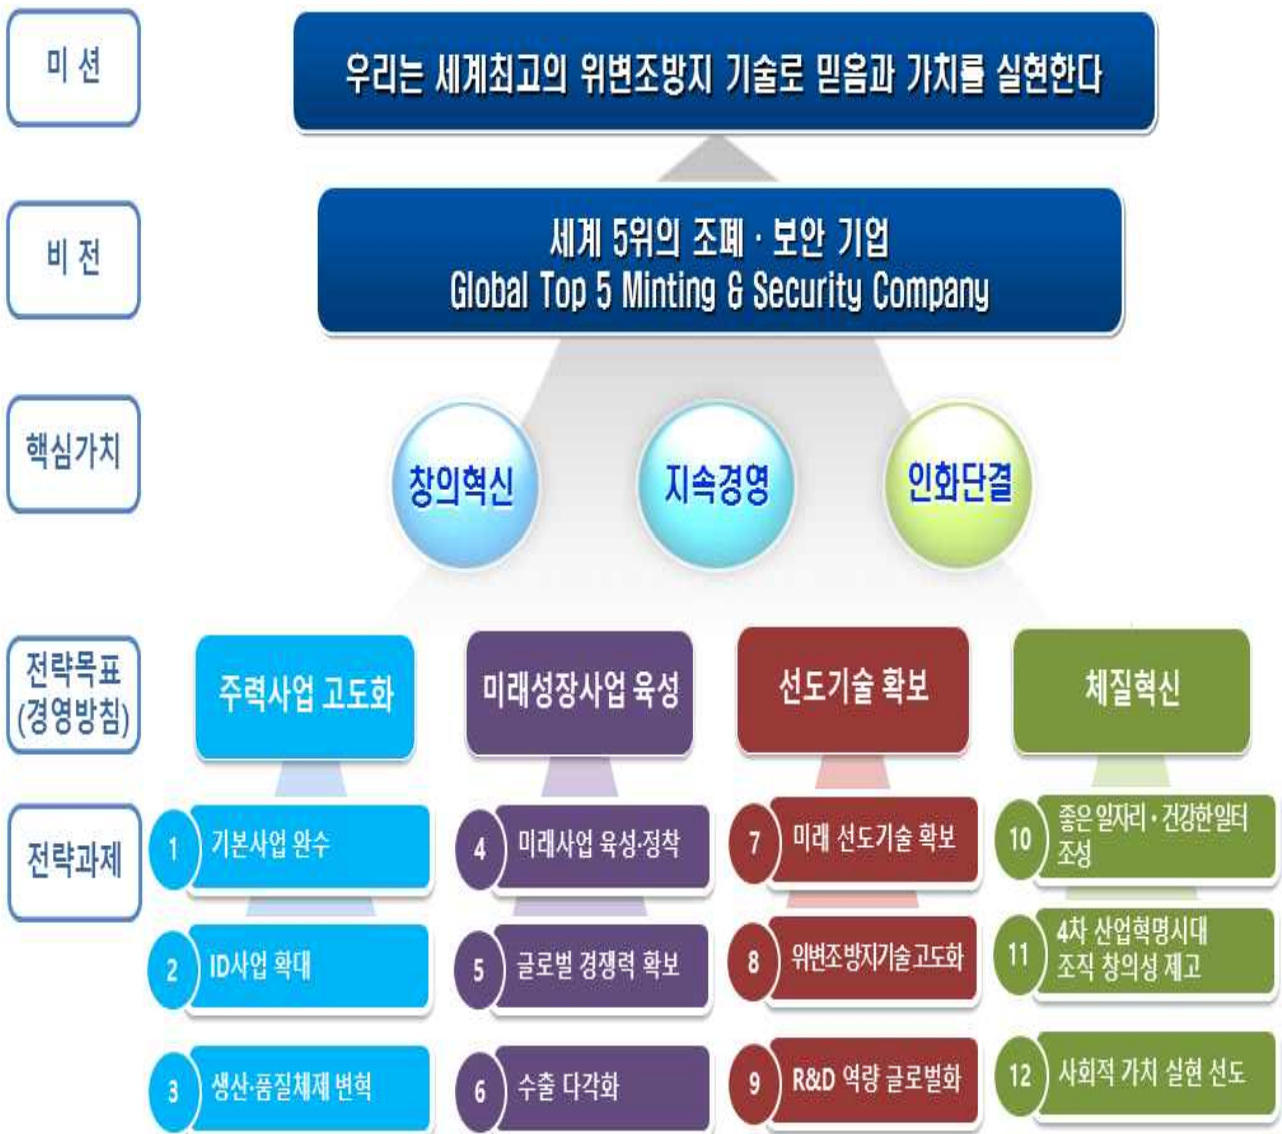 미 션
우리는 세계최고의 위변조방지 기술로 믿음과 가치를 실현한다
비 전
세계 5위의 조폐 · 보안 기업
Global Top 5 Minting & Security Company
핵심가치
창의혁신
지속경영
인화단결
전략목표
(경영방침)
주력사업 고도화
미래성장사업 육성
선도기술 확보
체질혁신
전략과제
1 기본사업 완수
4 미래사업 육성·정착
7 미래 선도기술 확보
10 좋은 일자리 · 건강한 일터
조성
2 ID사업 확대
5 글로벌 경쟁력 확보
8 위변조방지기술 고도화
11 4차 산업혁명시대
조직 창의성 제고
3 생산·품질체제 변혁
6 수출 다각화
9 R&D 역량 글로벌화
12 사회적 가치 실현 선도